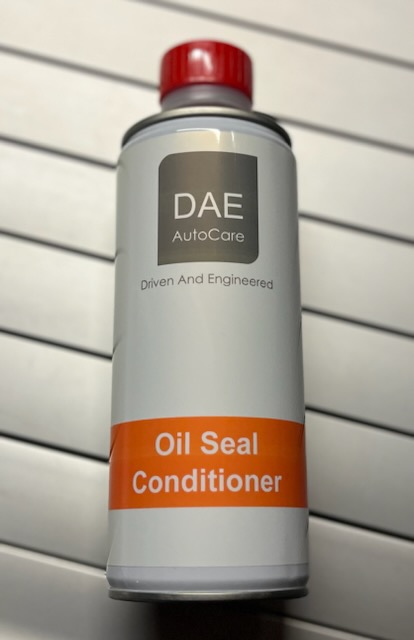 DAE
AutoCare
Driven And Engineered
Oil Seal
Conditioner